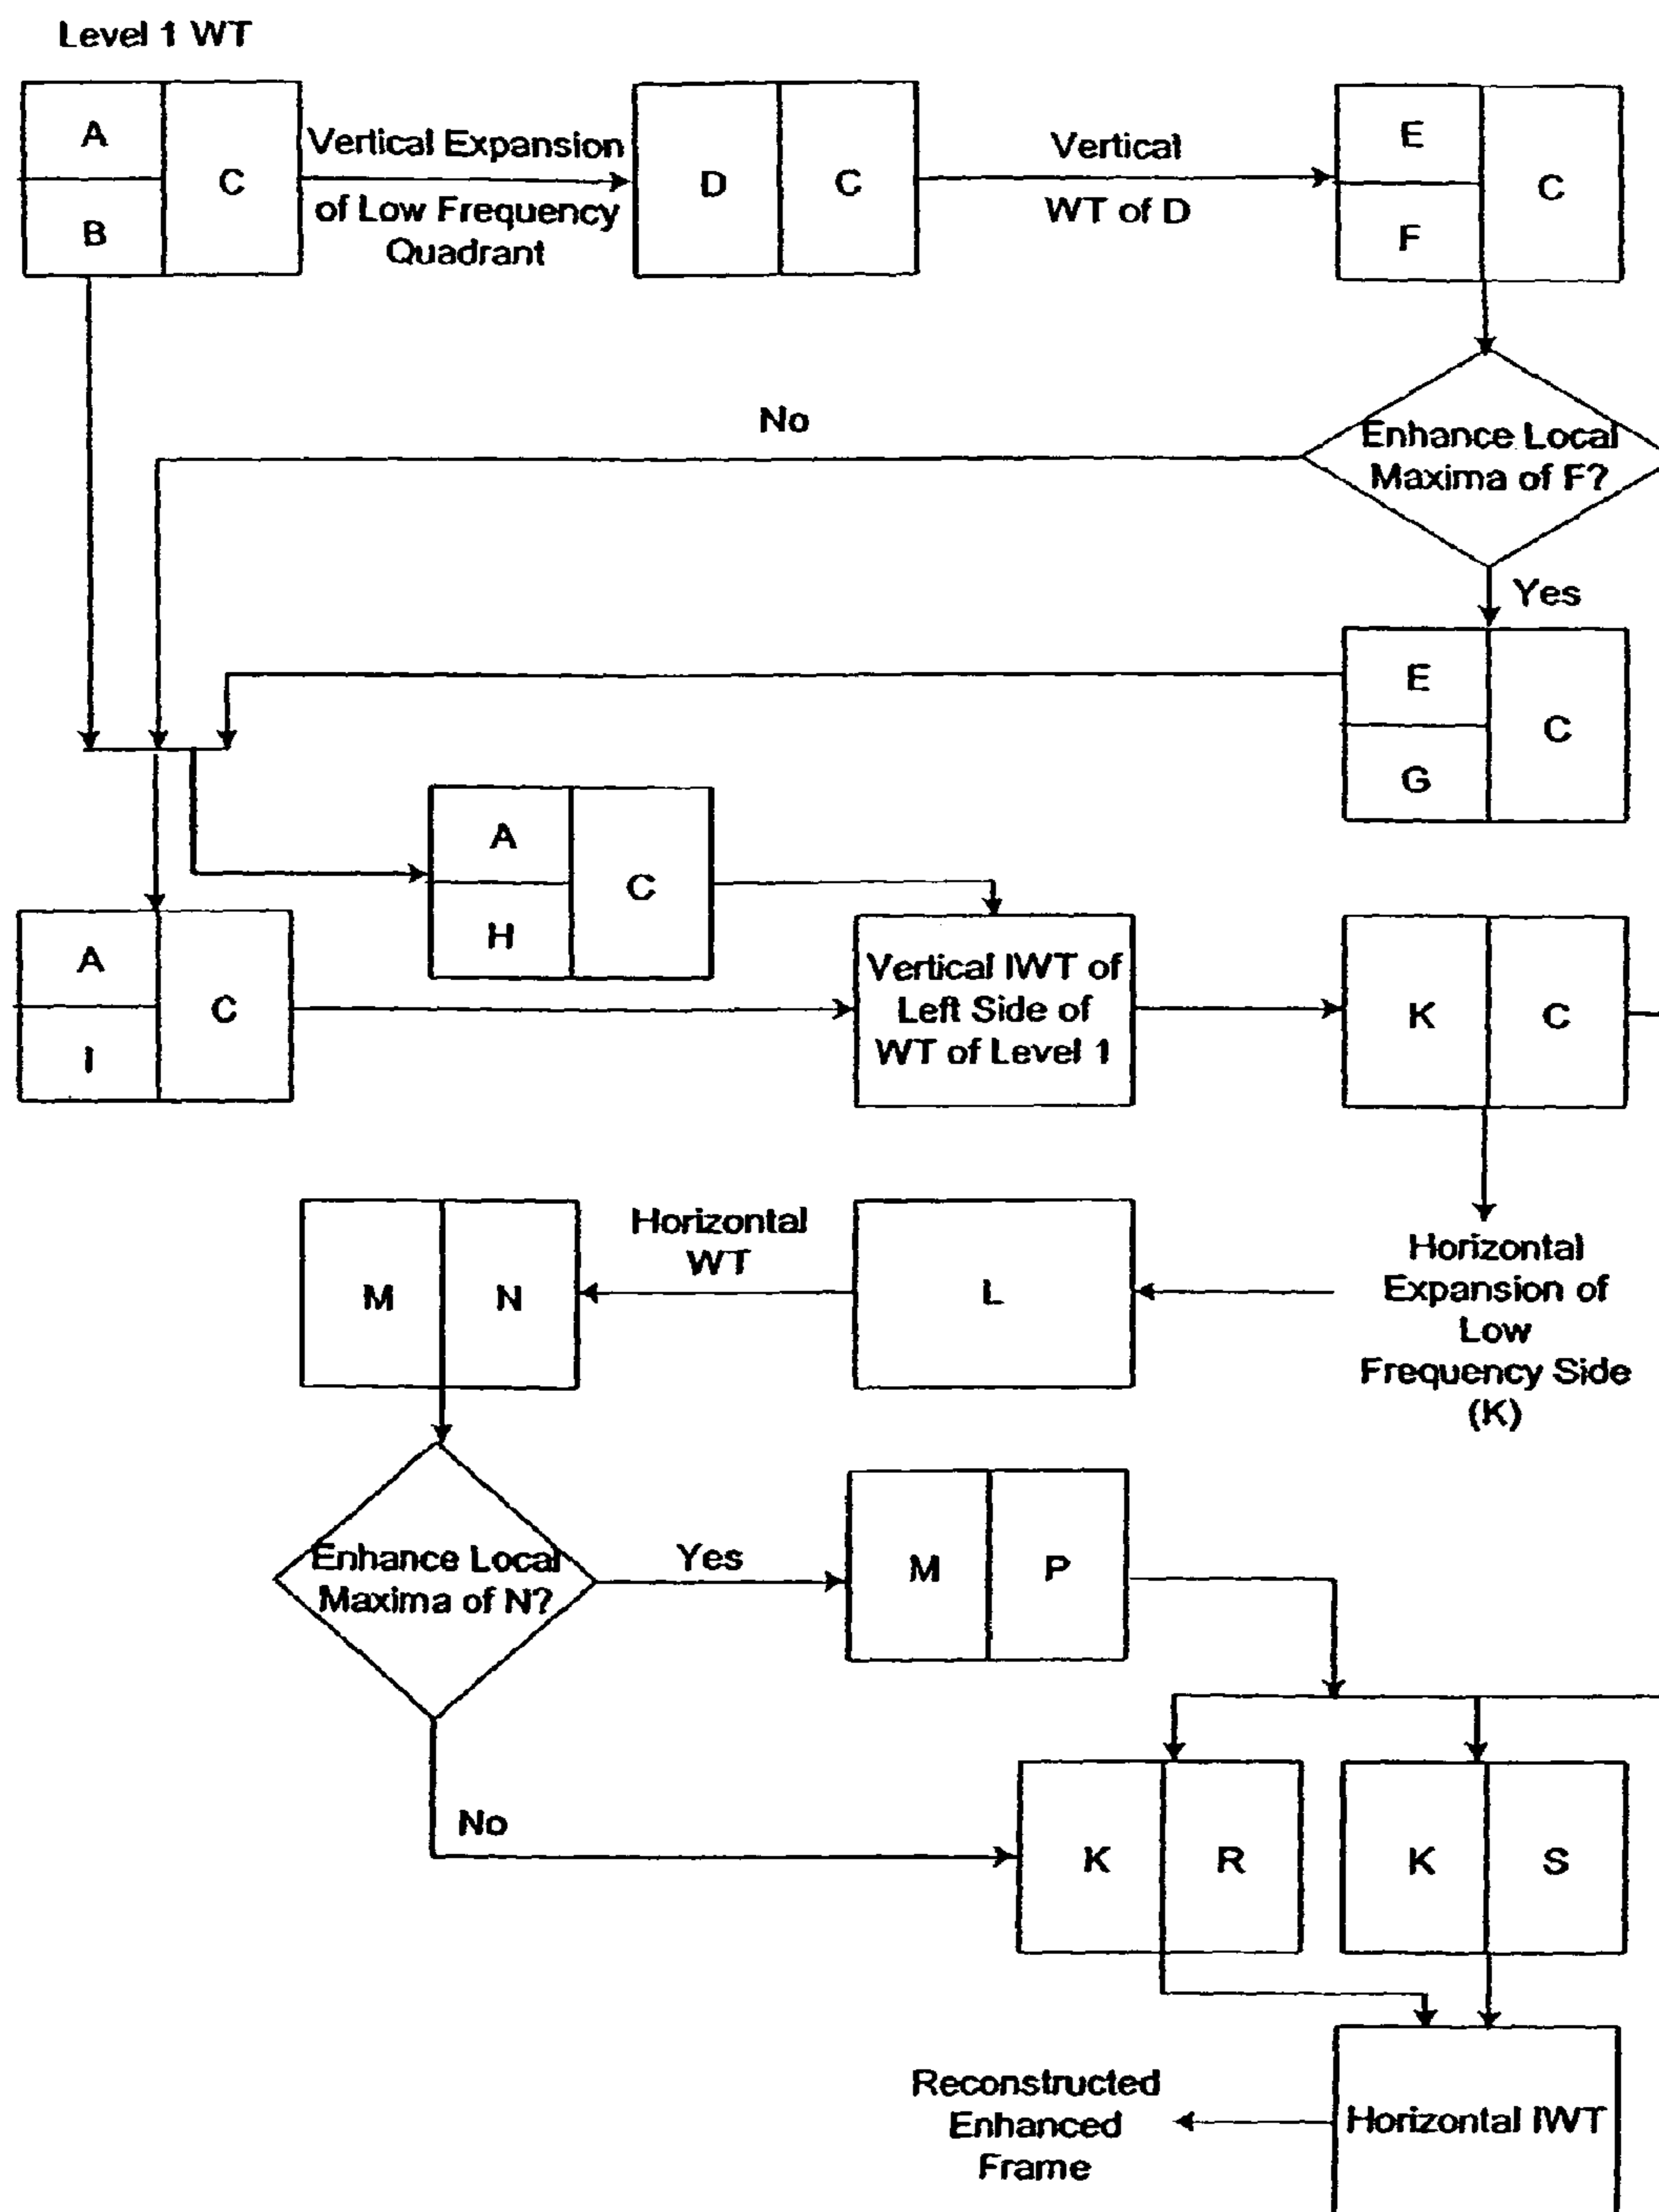 Level 1 WT
A
B
C
Vertical Expansion
of Low Frequency
Quadrant
D
C
Vertical
WT of D
E
F
C
No
Enhance Local
Maxima of F?
Yes
E
G
C
A
H
C
A
I
C
Vertical IWT of
Left Side of
WT of Level 1
K
C
M
N
Horizontal
WT
L
Horizontal
Expansion of
Low
Frequency Side
(K)
Enhance Local
Maxima of N?
Yes
M
P
No
K
R
K
S
Reconstructed
Enhanced
Frame
Horizontal IWT